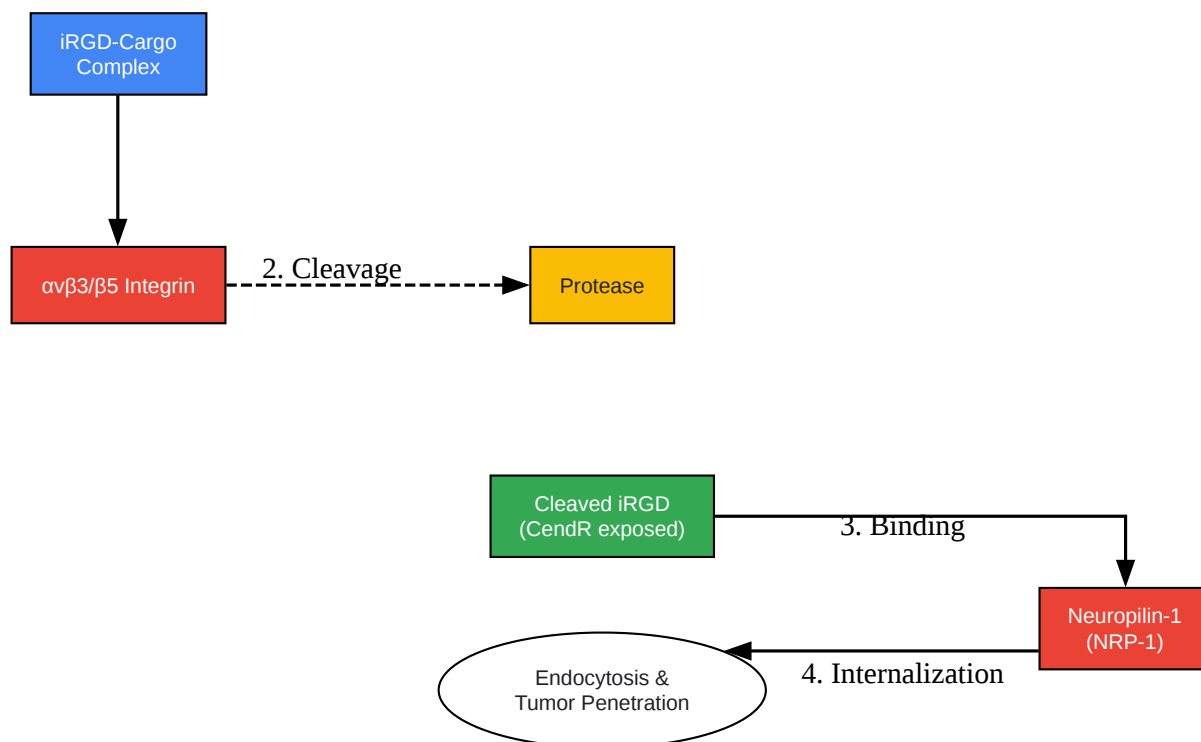 iRGD-Cargo
Complex
αvβ3/β5 Integrin
2. Cleavage
Protease
Cleaved iRGD
(CendR exposed)
3. Binding
Neuropilin-1
(NRP-1)
4. Internalization
Endocytosis &
Tumor Penetration